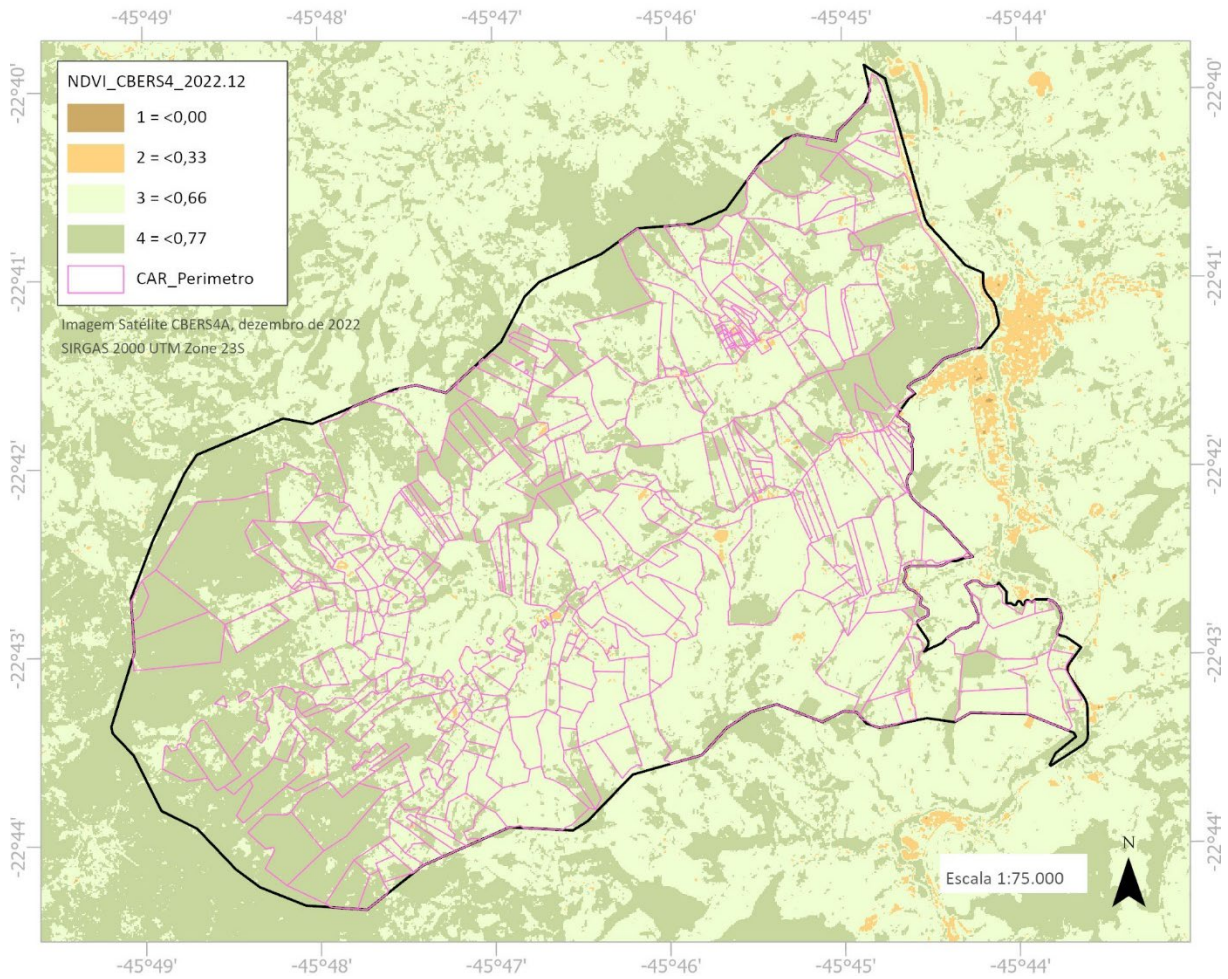 -45°49' -45°48' -45°47' -45°46' -45°45' -45°44'
NDVI_CBERS4_2022.12
1 = <0,00
2 = <0,33
3 = <0,66
4 = <0,77
CAR_Perimetro
Imagem Satélite CBERS4A, dezembro de 2022
SIRGAS 2000 UTM Zone 23S
-22°40'
-22°41'
-22°42'
-22°43'
-22°44'
-22°40'
-22°41'
-22°42'
-22°43'
-22°44'
N
Escala 1:75.000
-45°49' -45°48' -45°47' -45°46' -45°45' -45°44'